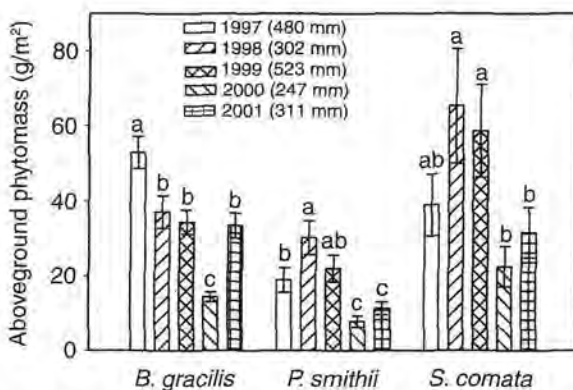 Aboveground phytomass (g/m²)
80
60
40
20
0
1997 (480 mm)
1998 (302 mm)
1999 (523 mm)
2000 (247 mm)
2001 (311 mm)
a
b
b
c
b
b
a
ab
c
c
ab
a
a
b
b
B. gracilis
P. smithii
S. comata